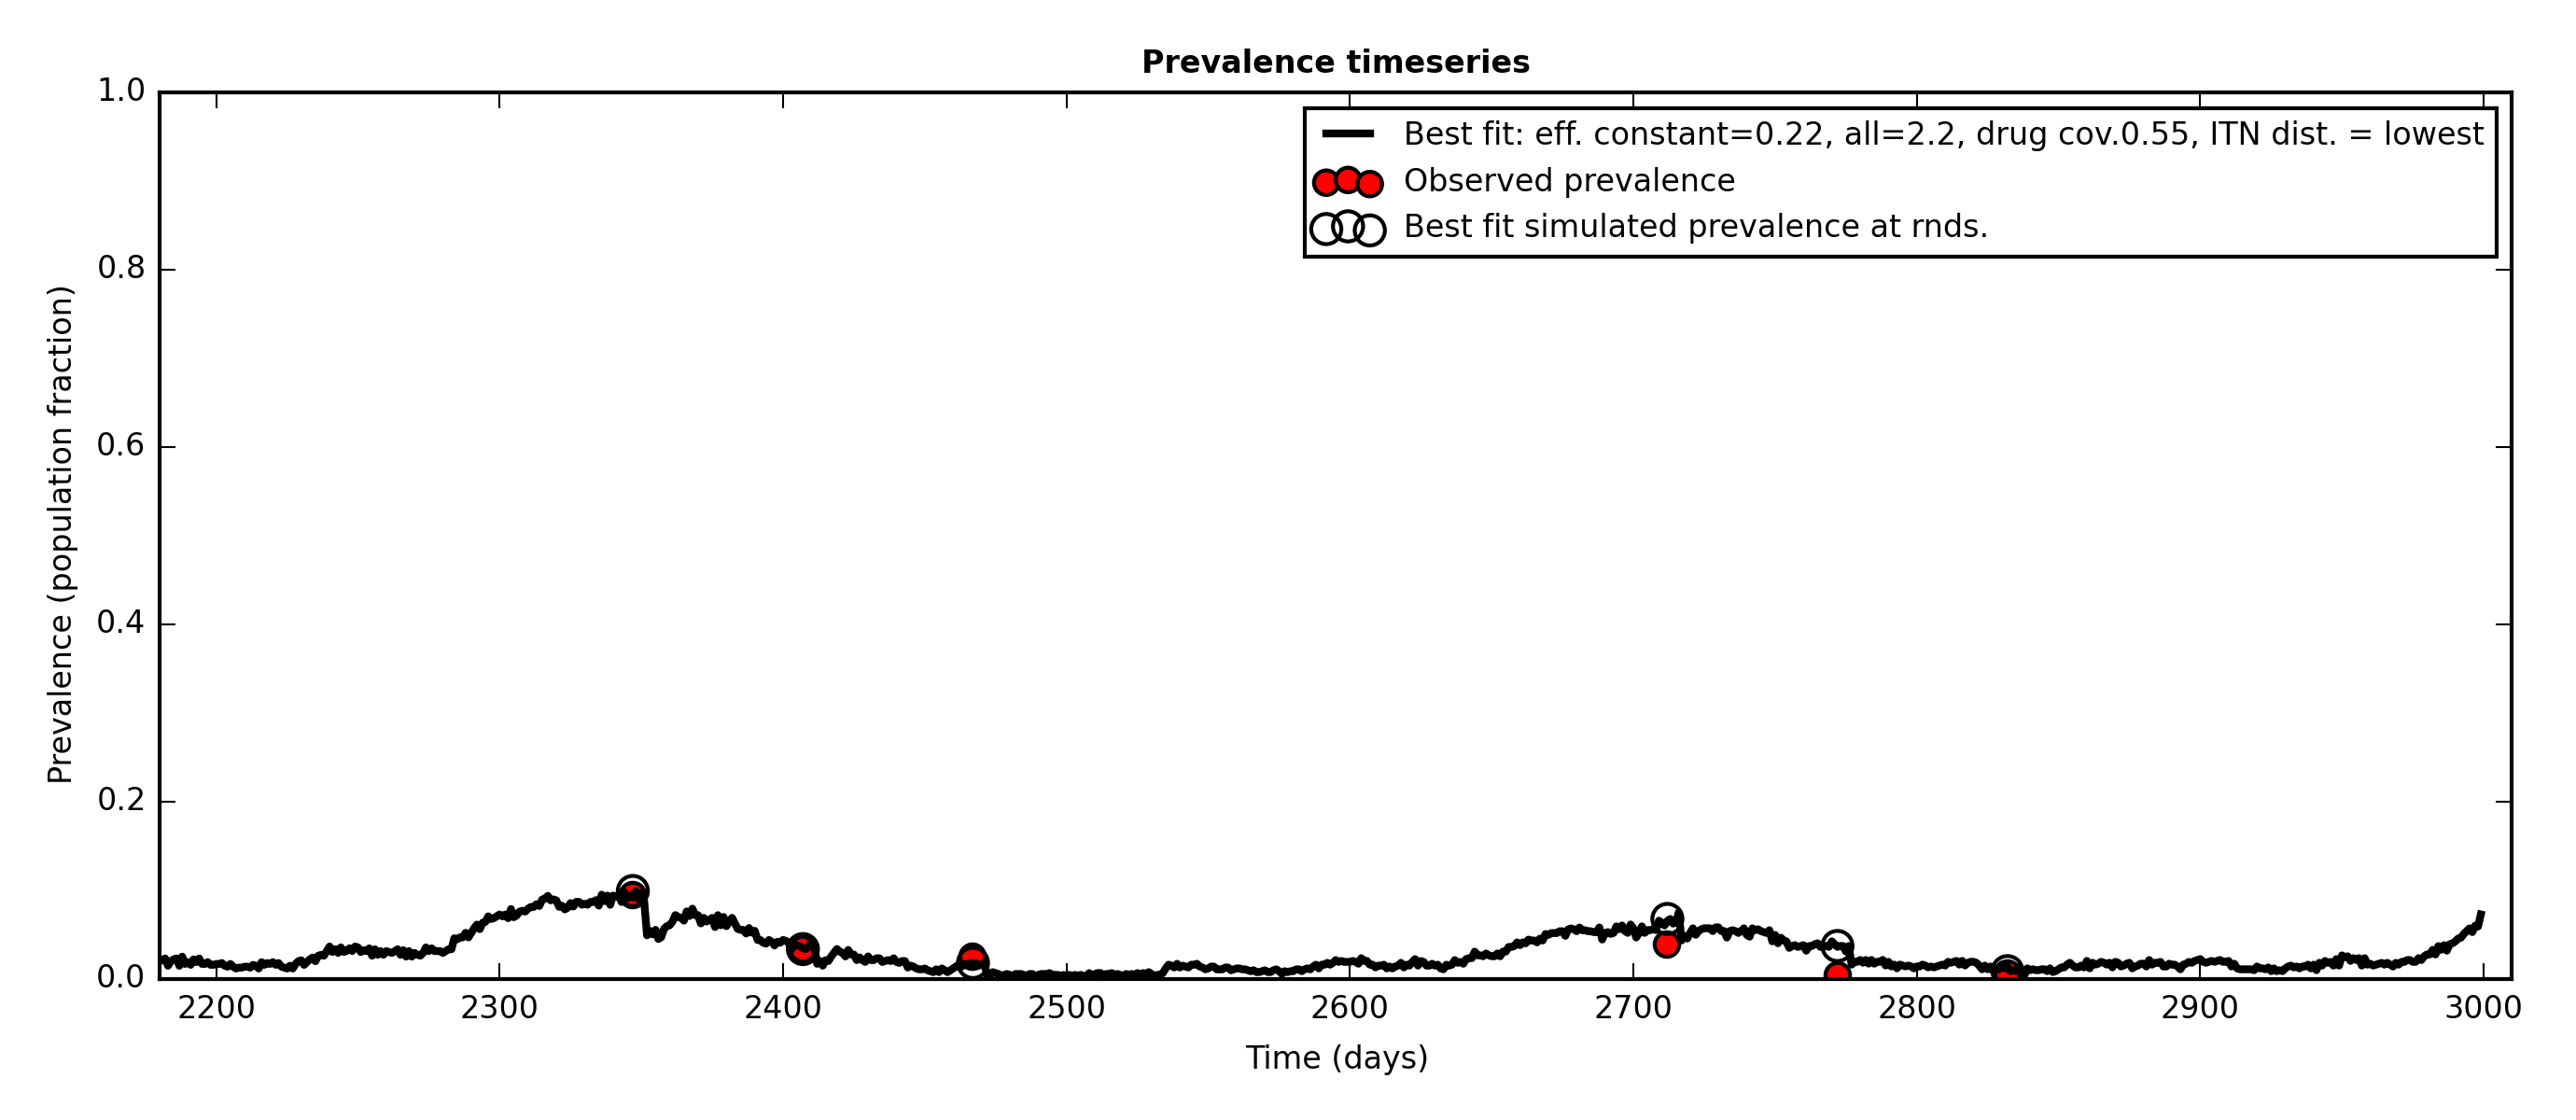 Prevalence timeseries
1.0
0.8
0.6
0.4
0.2
0.0
Prevalence (population fraction)
Best fit: eff. constant=0.22, all=2.2, drug cov.0.55, ITN dist. = lowest
Observed prevalence
Best fit simulated prevalence at rnds.
2200 2300 2400 2500 2600 2700 2800 2900 3000
Time (days)